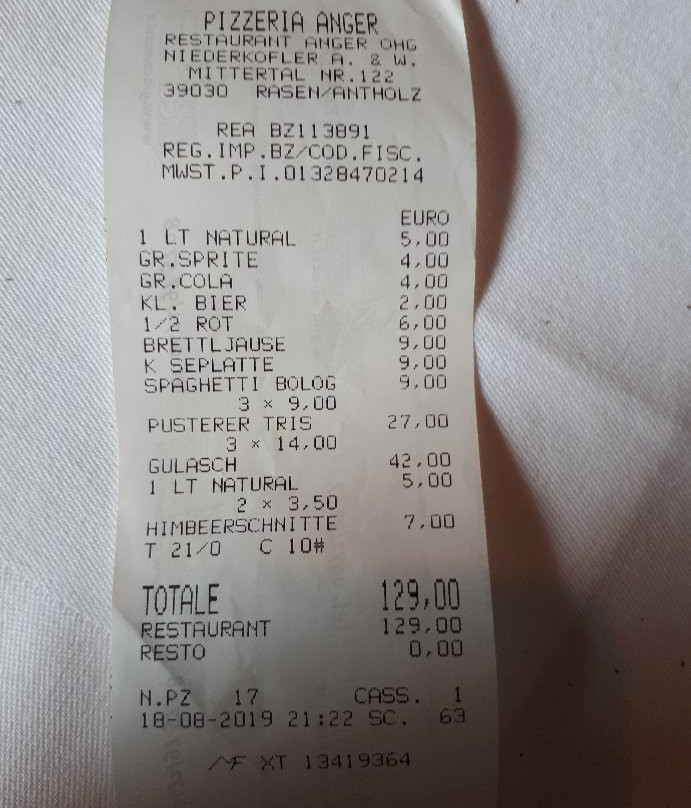 PIZZERIA ANGER
RESTAURANT ANGER OHG
NIEDERKOFLER A. & W.
MITTERTAL NR.122
39030 RASEN/ANTHOLZ
REA BZ113891
REG.IMP.BZ/COD.FISC.
MWST.P.I.01328470214
EURO
1 LT NATURAL 5,00
GR.SPRITE 4,00
GR.COLA 4,00
KL. BIER 2,00
1/2 ROT 6,00
BRETTLJAUSE 9,00
K SEPLATTE 9,00
SPAGHETTI BOLOG 9,00
3 x 9,00
PUSTERER TRIS 27,00
3 x 14,00
GULASCH 42,00
1 LT NATURAL 5,00
2 x 3,50
HIMBEERSCHNITTE 7,00
T 21/0 C 10#
TOTALE 129,00
RESTAURANT 129,00
RESTO 0,00
N.PZ 17 CASS. 1
18-08-2019 21:22 SC. 63
MF XT 13419364